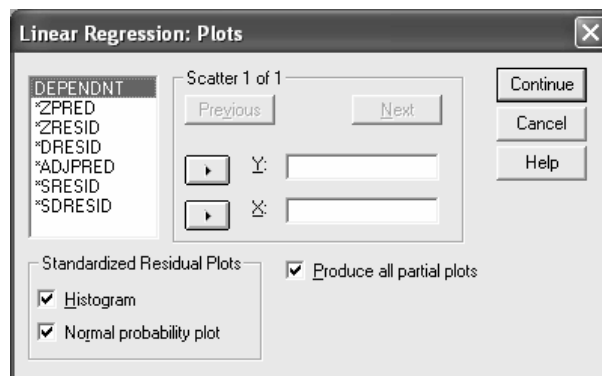 Linear Regression: Plots
DEPENDNT
*ZPRED
*ZRESID
*DRESID
*ADJPRED
*SRESID
*SDRESID
Scatter 1 of 1
Previous
Next
Y:
X:
Continue
Cancel
Help
Standardized Residual Plots
Histogram
Normal probability plot
Produce all partial plots